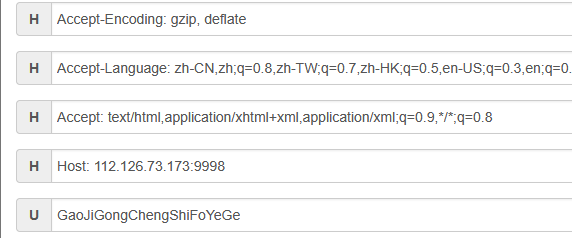 H Accept-Encoding: gzip, deflate
H Accept-Language: zh-CN,zh;q=0.8,zh-TW;q=0.7,zh-HK;q=0.5,en-US;q=0.3,en;q=0.
H Accept: text/html,application/xhtml+xml,application/xml;q=0.9,*/*;q=0.8
H Host: 112.126.73.173:9998
U GaoJiGongChengShiFoYeGe